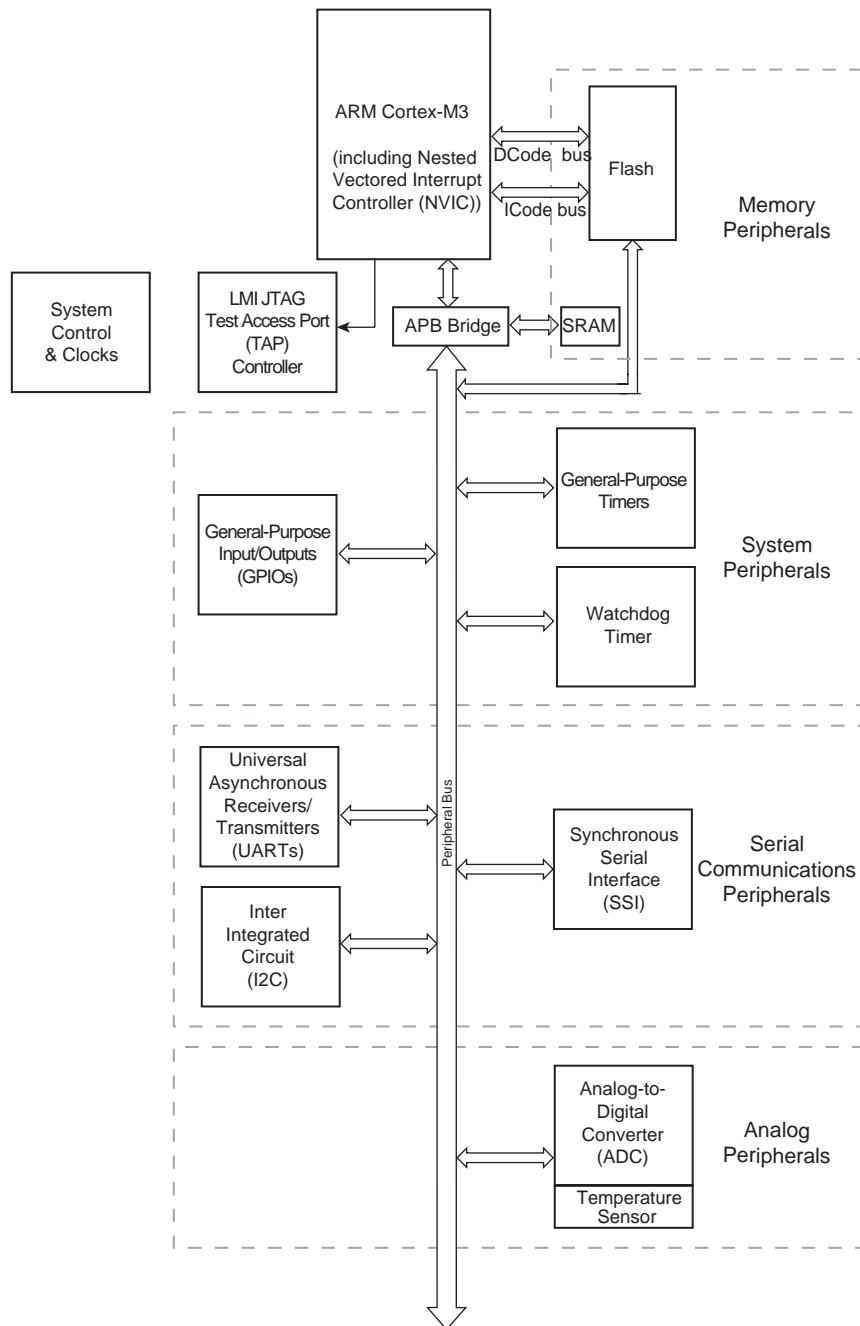 ARM Cortex-M3
(including Nested
Vectored Interrupt
Controller (NVIC))
DCode bus
ICode bus
Flash
Memory
Peripherals
System
Control
& Clocks
LMI JTAG
Test Access Port
(TAP)
Controller
APB Bridge
SRAM
General-Purpose
Timers
General-Purpose
Input/Outputs
(GPIOs)
System
Peripherals
Watchdog
Timer
Peripheral Bus
Universal
Asynchronous
Receivers/
Transmitters
(UARTs)
Synchronous
Serial
Interface
(SSI)
Serial
Communications
Peripherals
Inter
Integrated
Circuit
(I2C)
Analog-to-
Digital
Converter
(ADC)
Analog
Peripherals
Temperature
Sensor